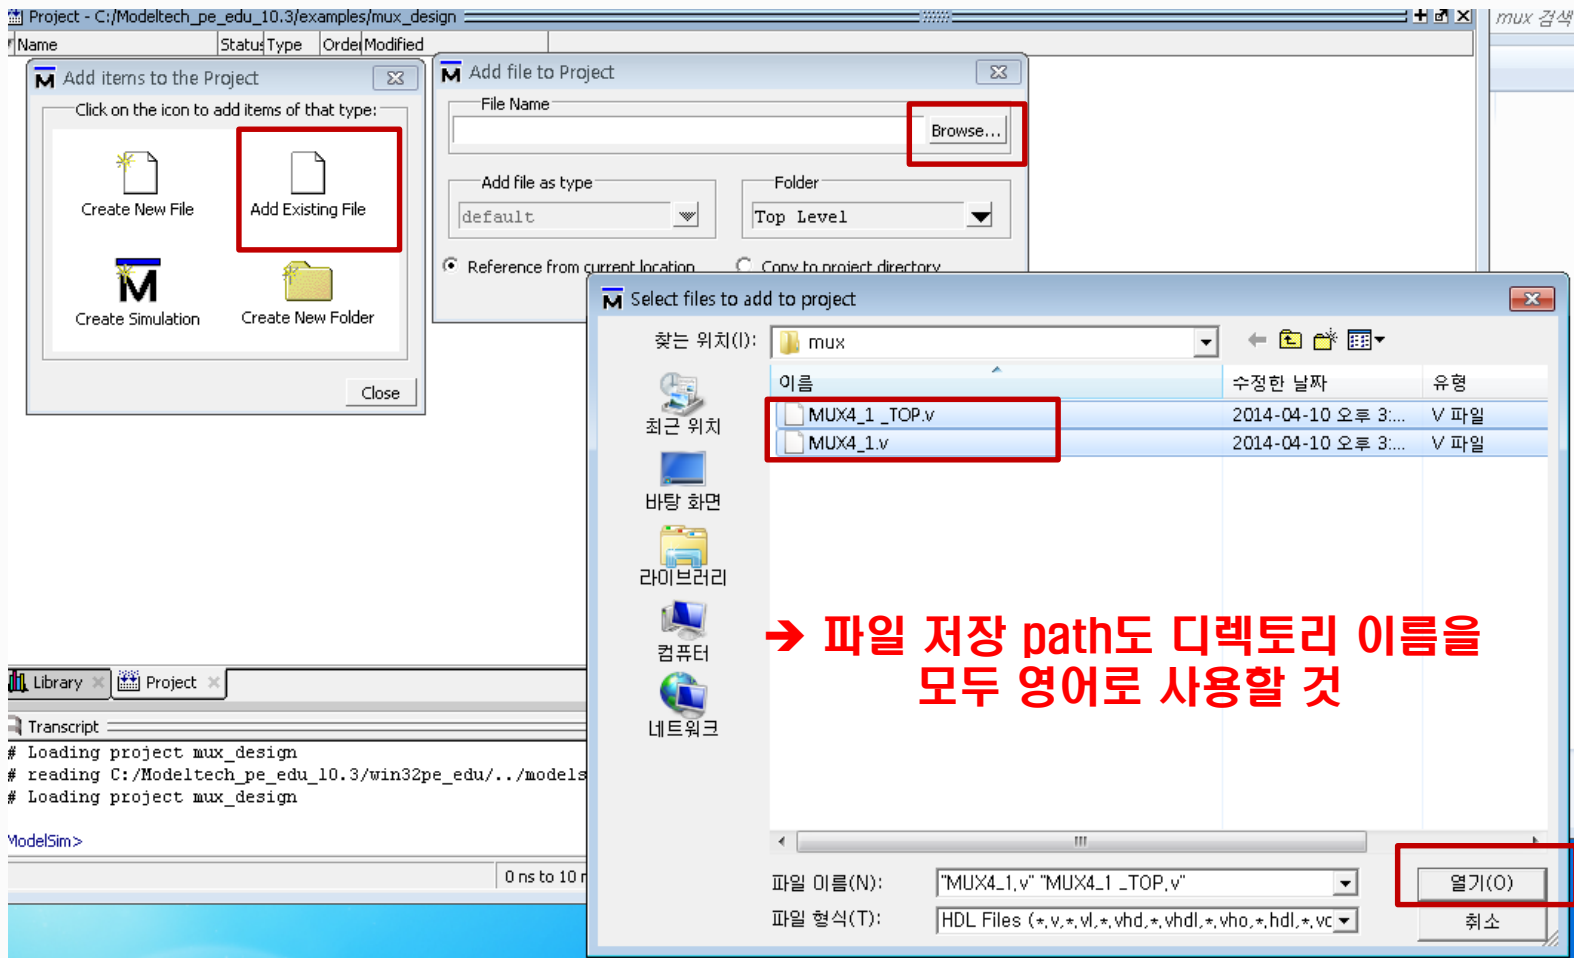 Project - C:/Modeltech_pe_edu_10.3/examples/mux_design
mux 검색
Name Status Type Order Modified
Add items to the Project
Click on the icon to add items of that type:
Create New File
Add Existing File
Create Simulation
Create New Folder
Close
Add file to Project
File Name
Browse...
Add file as type
default
Folder
Top Level
Reference from current location
Copy to project directory
Select files to add to project
찾는 위치(I):
mux
이름 수정한 날짜 유형
MUX4_1 _TOP.v 2014-04-10 오후 3:... V 파일
MUX4_1.v 2014-04-10 오후 3:... V 파일
최근 위치
바탕 화면
라이브러리
컴퓨터
네트워크
➔ 파일 저장 path도 디렉토리 이름을
모두 영어로 사용할 것
파일 이름(N):
"MUX4_1.v" "MUX4_1 _TOP.v"
열기(O)
파일 형식(T):
HDL Files (*.v,*.vl,*.vhd,*.vhdl,*.vho,*.hdl,*.vc
취소
Library
Project
Transcript
# Loading project mux_design
# reading C:/Modeltech_pe_edu_10.3/win32pe_edu/../models
# Loading project mux_design
ModelSim>
0 ns to 10 n